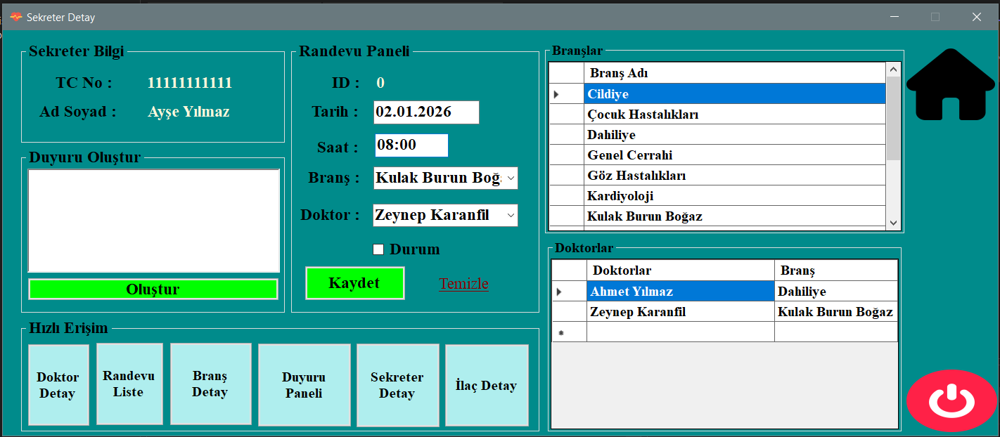 Sekreter Detay
Sekreter Bilgi
TC No : 11111111111
Ad Soyad : Ayşe Yılmaz
Duyuru Oluştur
Oluştur
Randevu Paneli
ID : 0
Tarih : 02.01.2026
Saat : 08:00
Branş : Kulak Burun Boğ
Doktor : Zeynep Karanfil
Durum
Kaydet Temizle
Hızlı Erişim
Doktor
Detay
Randevu
Liste
Branş
Detay
Duyuru
Paneli
Sekreter
Detay
İlaç Detay
Branşlar
Branş Adı
Cildiye
Çocuk Hastalıkları
Dahiliye
Genel Cerrahi
Göz Hastalıkları
Kardiyoloji
Kulak Burun Boğaz
Doktorlar
Doktorlar Branş
Ahmet Yılmaz Dahiliye
Zeynep Karanfil Kulak Burun Boğaz